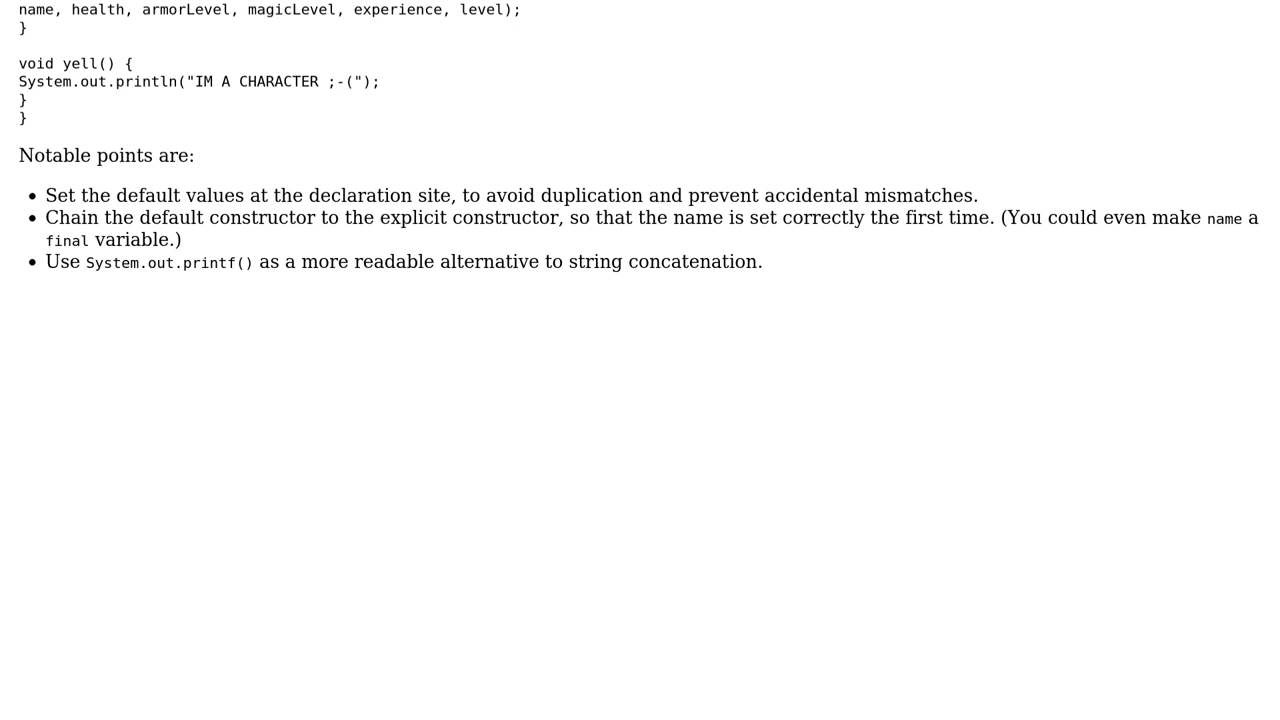 name, health, armorLevel, magicLevel, experience, level);
}
void yell() {
System.out.println("IM A CHARACTER ;-(");
}
}
Notable points are:
• Set the default values at the declaration site, to avoid duplication and prevent accidental mismatches.
• Chain the default constructor to the explicit constructor, so that the name is set correctly the first time. (You could even make name a
final variable.)
• Use System.out.printf() as a more readable alternative to string concatenation.